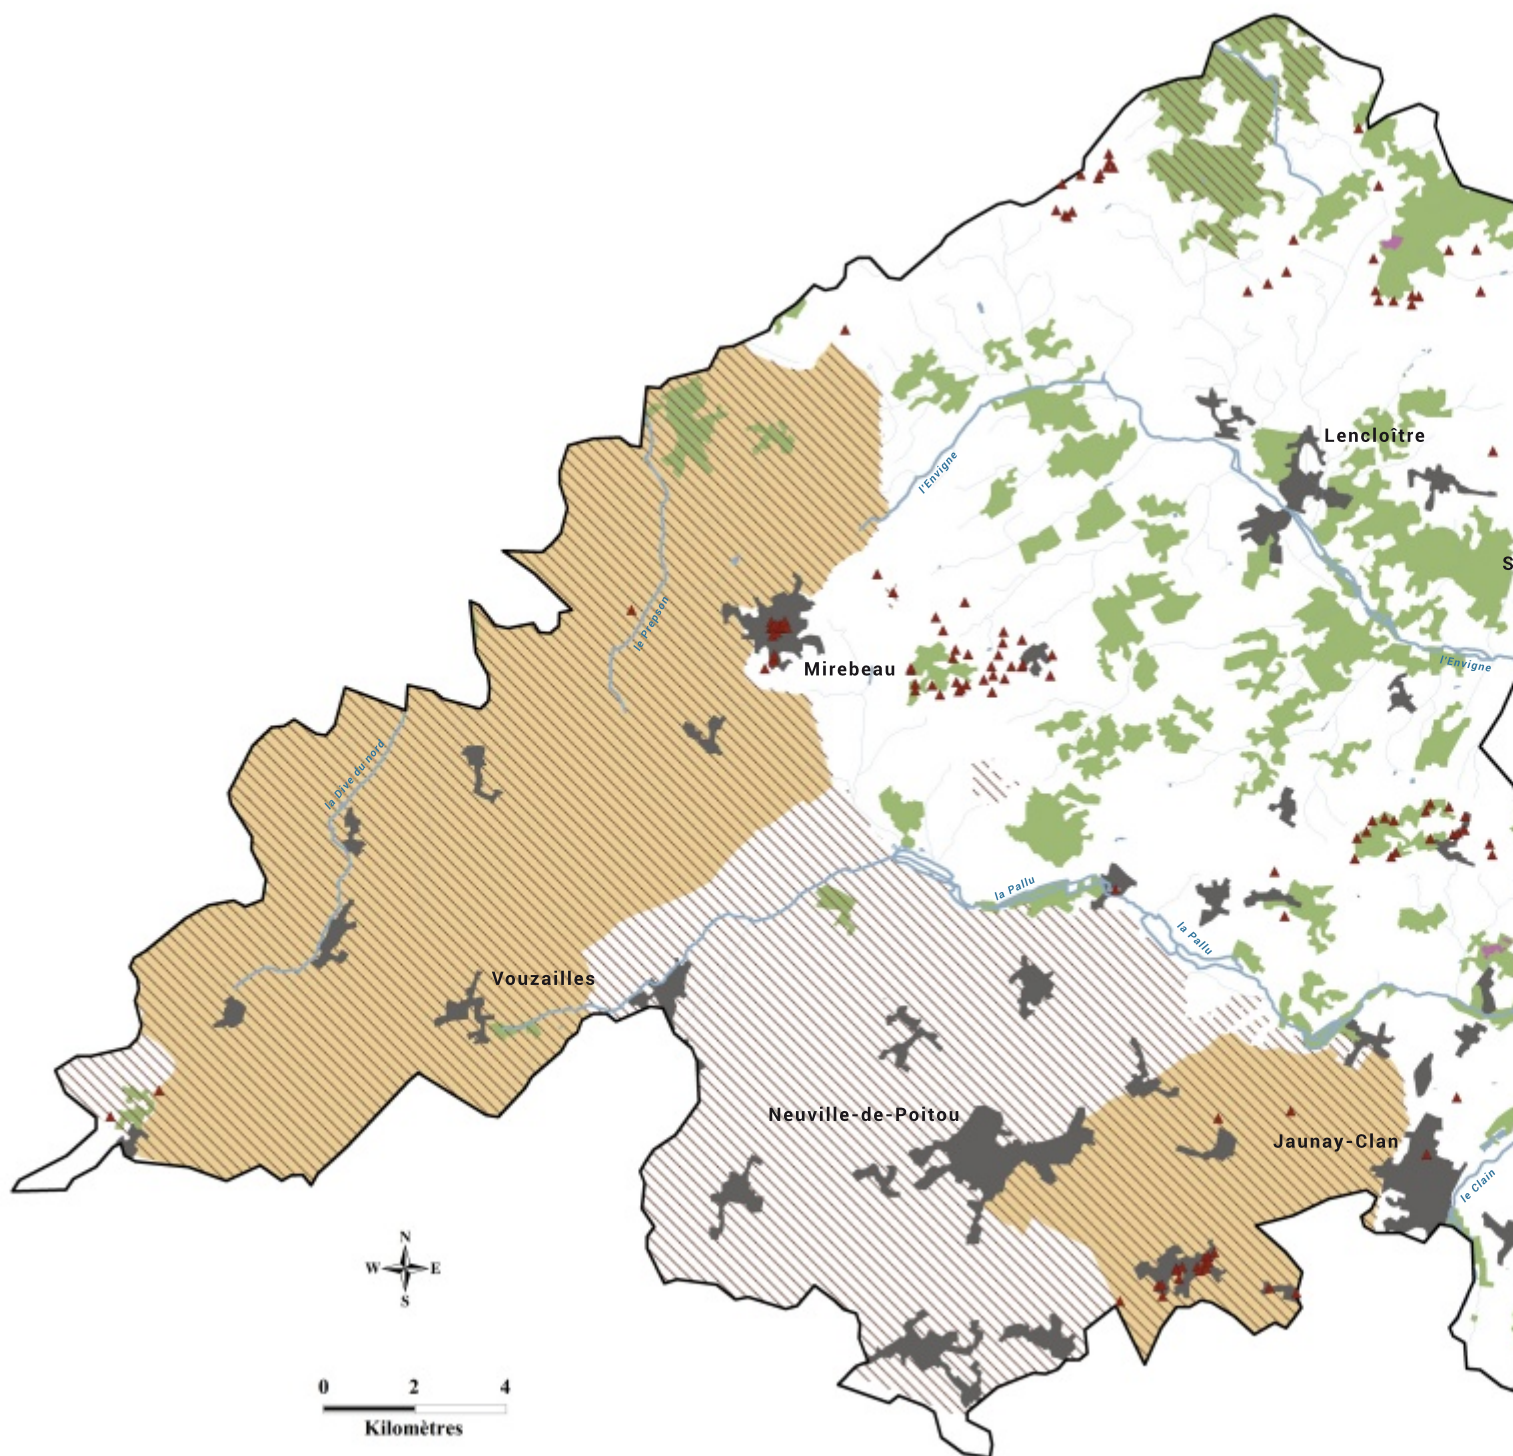 Lencloître
l'Envigne
S
le Prepson
l'Envigne
Mirebeau
la Dive du nord
la Pallu
la Pallu
Vouzailles
Neuville-de-Poitou
Jaunay-Clan
le Clain
N
W E
S
0 2 4
Kilomètres